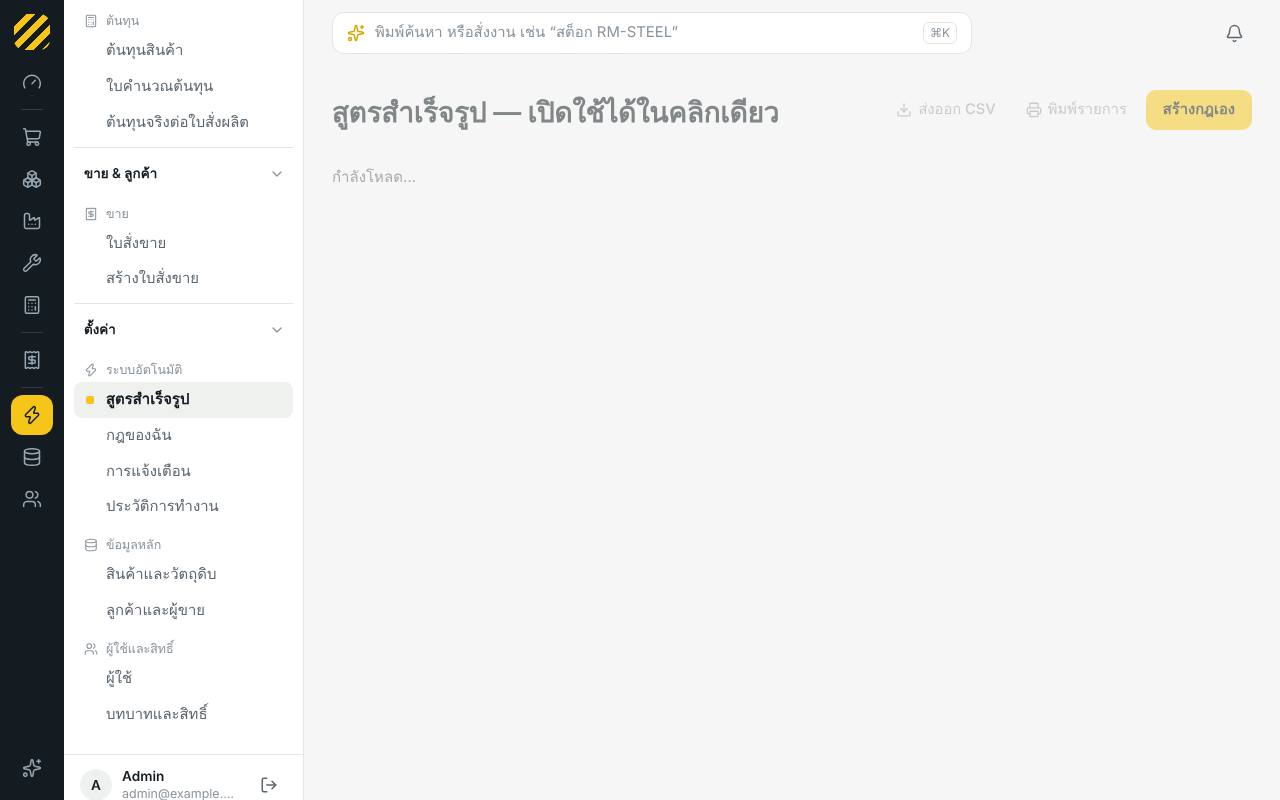 ต้นทุน
ต้นทุนสินค้า
ใบคำนวณต้นทุน
ต้นทุนจริงต่อใบสั่งผลิต
ขาย & ลูกค้า
ขาย
ใบสั่งขาย
สร้างใบสั่งขาย
ตั้งค่า
ระบบอัตโนมัติ
สูตรสำเร็จรูป
กฎของฉัน
การแจ้งเตือน
ประวัติการทำงาน
ข้อมูลหลัก
สินค้าและวัตถุดิบ
ลูกค้าและผู้ขาย
ผู้ใช้และสิทธิ์
ผู้ใช้
บทบาทและสิทธิ์
A
Admin
admin@example....
พิมพ์ค้นหา หรือสั่งงาน เช่น “สต็อก RM-STEEL”
⌘K
สูตรสำเร็จรูป — เปิดใช้ได้ในคลิกเดียว
ส่งออก CSV
พิมพ์รายการ
สร้างกฎเอง
กำลังโหลด...